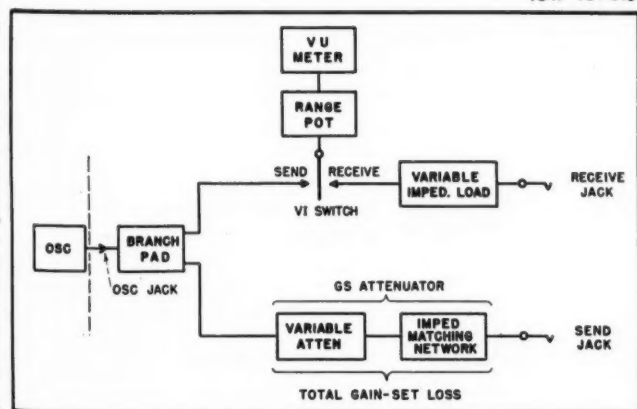 VU
METER
RANGE
POT
SEND
RECEIVE
VI SWITCH
VARIABLE
IMPED. LOAD
RECEIVE
JACK
OSC
BRANCH
PAD
OSC JACK
GS ATTENUATOR
VARIABLE
ATTEN
IMPED
MATCHING
NETWORK
SEND
JACK
TOTAL GAIN-SET LOSS